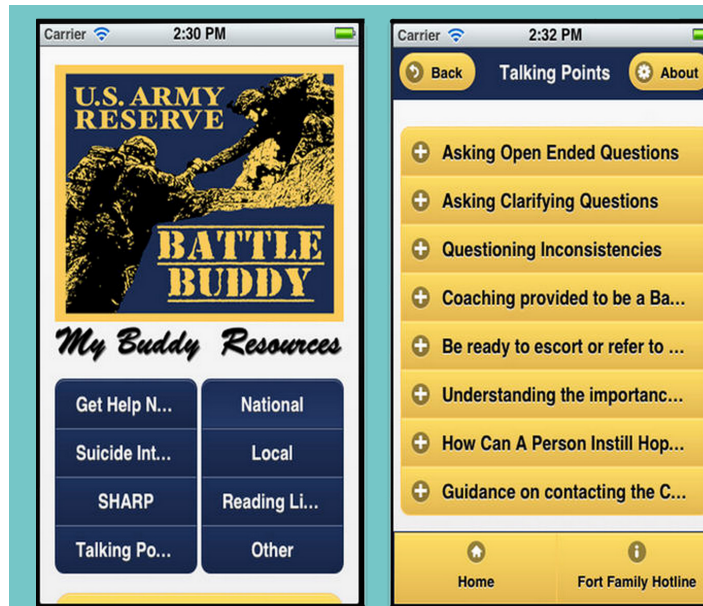 Carrier 2:30 PM
U.S. ARMY
RESERVE
BATTLE
BUDDY
My Buddy Resources
Get Help N...
National
Suicide Int...
Local
SHARP
Reading Li...
Talking Po...
Other
Carrier 2:32 PM
Back Talking Points About
Asking Open Ended Questions
Asking Clarifying Questions
Questioning Inconsistencies
Coaching provided to be a Ba...
Be ready to escort or refer to ...
Understanding the importanc...
How Can A Person Instill Hop...
Guidance on contacting the C...
Home Fort Family Hotline